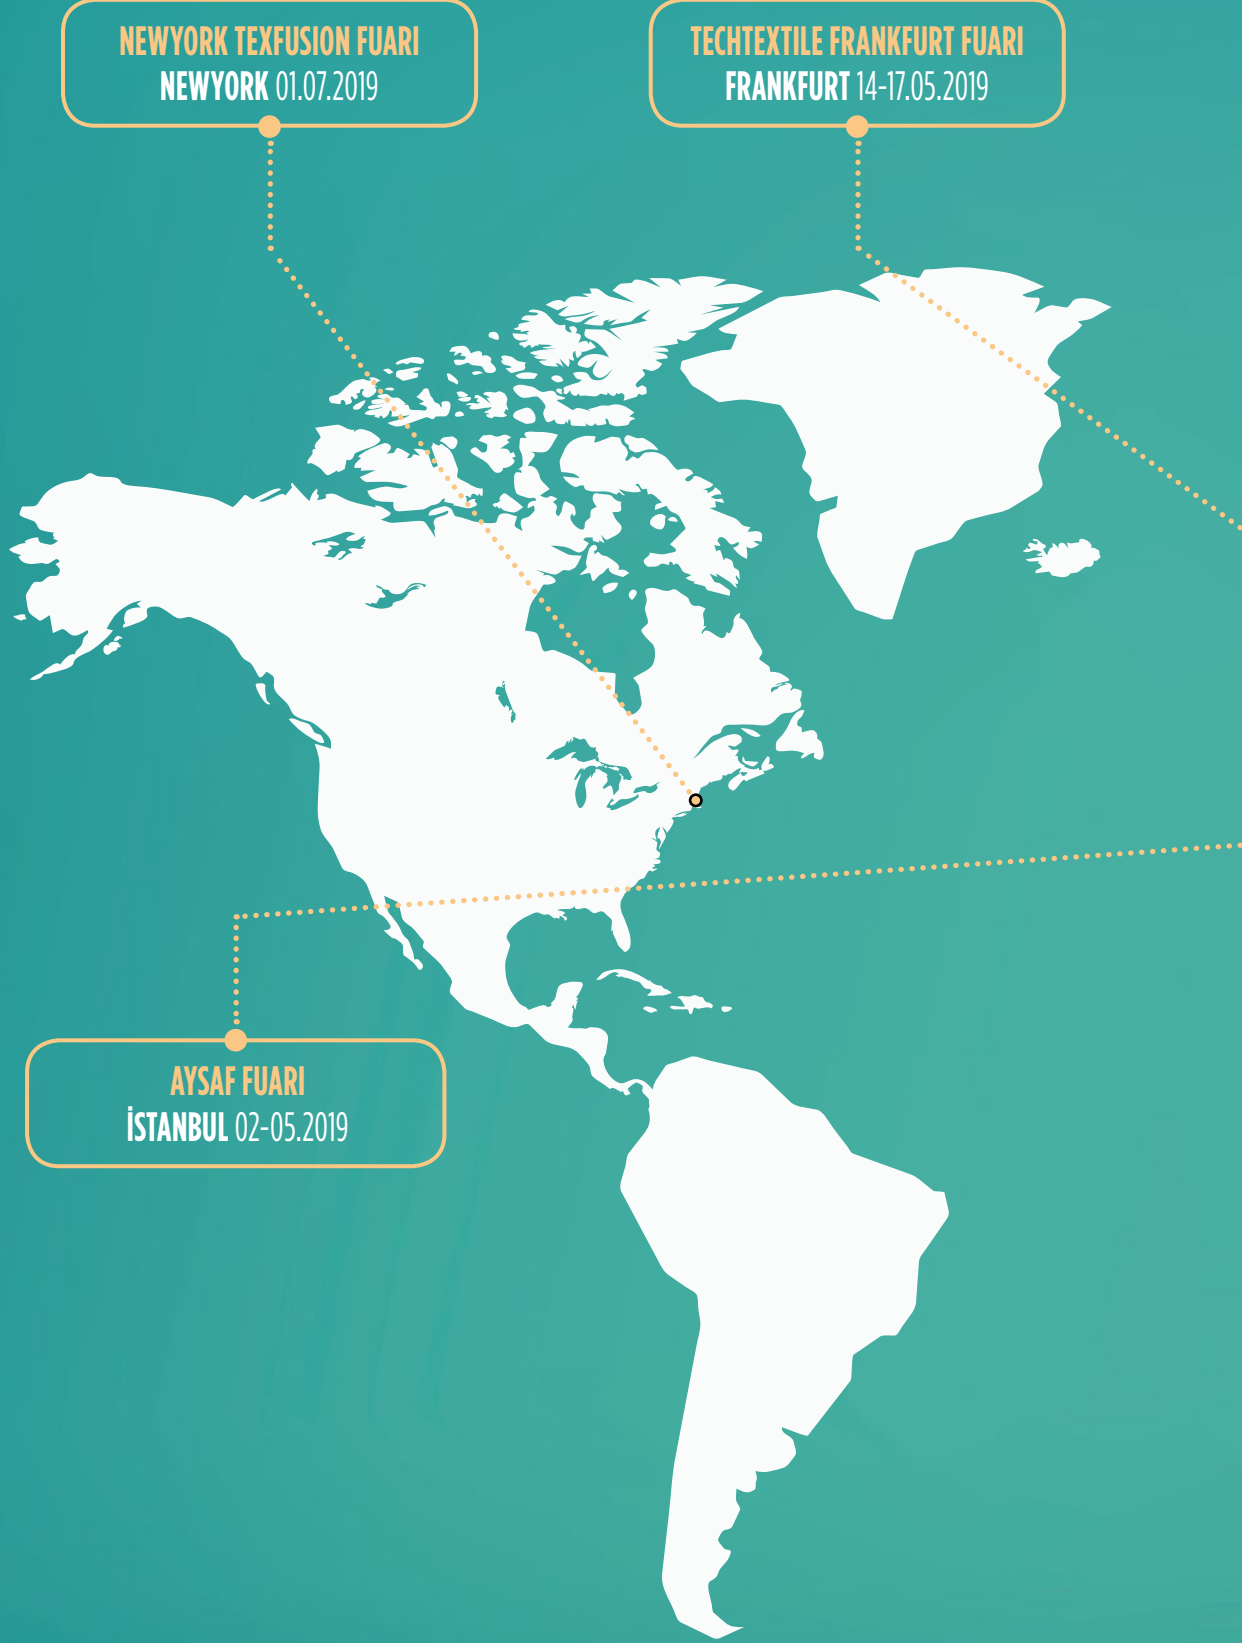 NEWYORK TEXFUSION FUARI
NEWYORK 01.07.2019
TECHTEXTILE FRANKFURT FUARI
FRANKFURT 14-17.05.2019
AYSAF FUARI
İSTANBUL 02-05.2019